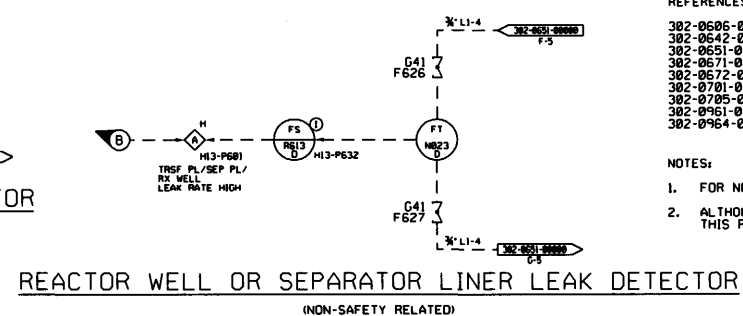 REFERENCES
302-0606-0
302-0642-0
302-0651-0
302-0671-0
302-0672-0
302-0701-0
302-0705-0
302-0961-0
302-0964-0
NOTES:
1. FOR NE
2. ALTHOU
THIS P
¾" L1-4
302-0651-00000
F-5
G41
F626
B
H
A
H13-P601
TRSF PL/SEP PL/
RX WELL
LEAK RATE HIGH
FS
R613
D
1
H13-P632
FT
N023
D
G41
F627
¾" L1-4
302-0651-00000
G-5
TOR
REACTOR WELL OR SEPARATOR LINER LEAK DETECTOR
(NON-SAFETY RELATED)